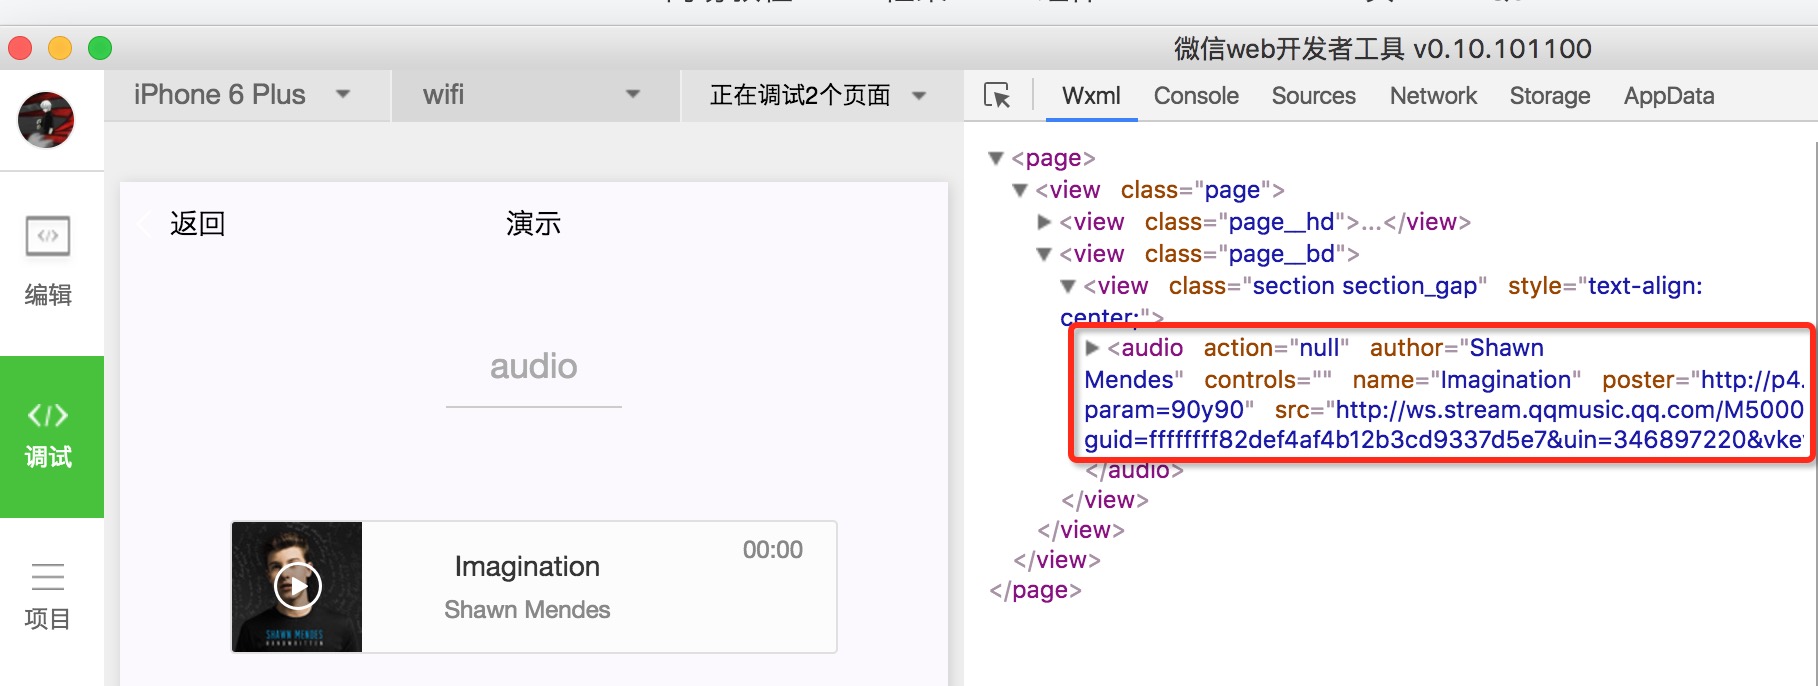 微信web开发者工具 v0.10.101100
iPhone 6 Plus
wifi
正在调试2个页面
Wxml
Console
Sources
Network
Storage
AppData
编辑
调试
项目
返回
演示
audio
Imagination
00:00
Shawn Mendes
SHAWN MENDES
HANDWRITTEN
<page>
<view class="page">
<view class="page__hd">...</view>
<view class="page__bd">
<view class="section section_gap" style="text-align:
center;">
<audio action="null" author="Shawn
Mendes" controls="" name="Imagination" poster="http://p4.
param=90y90" src="http://ws.stream.qqmusic.qq.com/M5000
guid=ffffffff82def4af4b12b3cd9337d5e7&uin=346897220&vke
</audio>
</view>
</view>
</view>
</page>